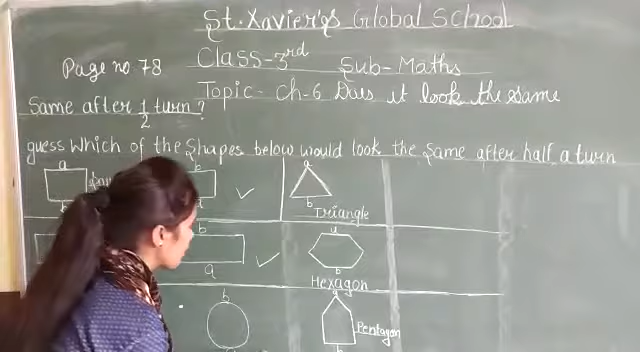 St. Xavier's Global School
Page no. 78 Class-3rd Sub-Maths
Same after 1/2 turn? Topic- Ch-6 Does it look the same
guess which of the shapes below would look the same after half a turn
a b a
b a b
Triangle
b a
a b
Hexagon
b a
Pentagon
a b